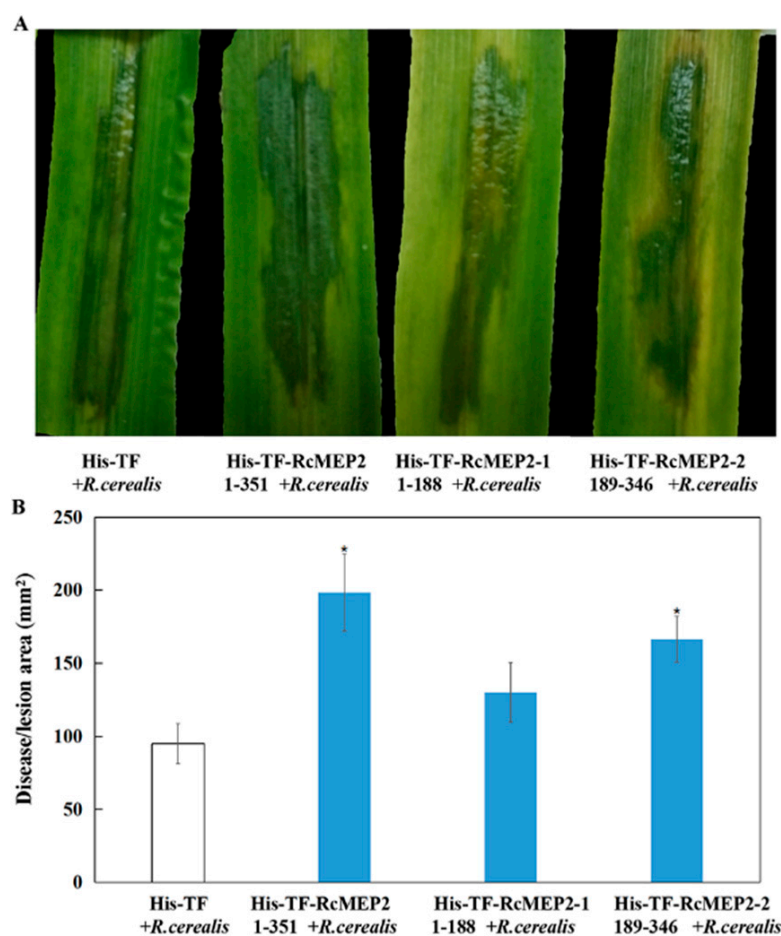 A
His-TF His-TF-RcMEP2 His-TF-RcMEP2-1 His-TF-RcMEP2-2
+R.cerealis 1-351 +R.cerealis 1-188 +R.cerealis 189-346 +R.cerealis
B
Disease/lesion area (mm²)
250
200
150
100
50
0
*
*
His-TF His-TF-RcMEP2 His-TF-RcMEP2-1 His-TF-RcMEP2-2
+R.cerealis 1-351 +R.cerealis 1-188 +R.cerealis 189-346 +R.cerealis